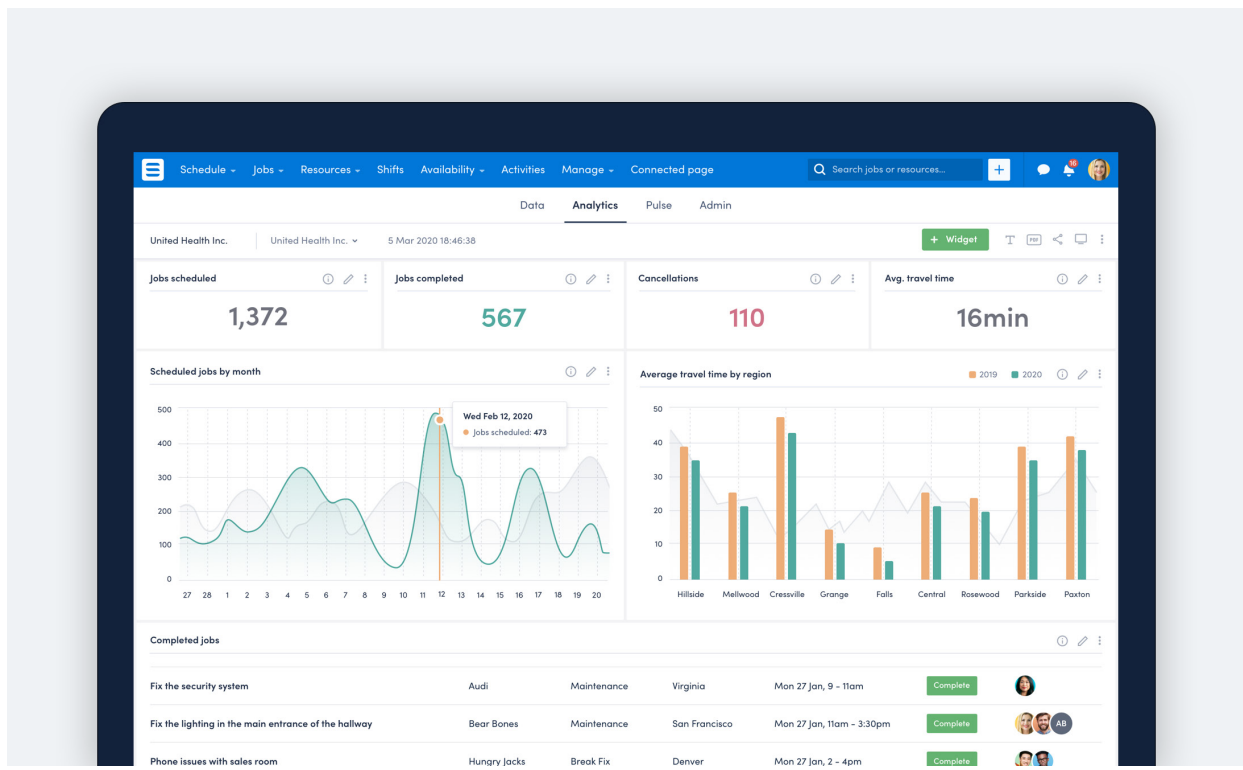 Schedule Jobs Resources Shifts Availability Activities Manage Connected page Search jobs or resources... + 16
Data Analytics Pulse Admin
United Health Inc. United Health Inc. 5 Mar 2020 18:46:38 + Widget T PDF
Jobs scheduled Jobs completed Cancellations Avg. travel time
1,372 567 110 16min
Scheduled jobs by month
500
400
300
200
100
0
Wed Feb 12, 2020
Jobs scheduled: 473
27 28 1 2 3 4 5 6 7 8 9 10 11 12 13 14 15 16 17 18 19 20
Average travel time by region 2019 2020
50
40
30
20
10
0
Hillside Mellwood Cressville Grange Falls Central Rosewood Parkside Paxton
Completed jobs
Fix the security system Audi Maintenance Virginia Mon 27 Jan, 9 - 11am Complete
Fix the lighting in the main entrance of the hallway Bear Bones Maintenance San Francisco Mon 27 Jan, 11am - 3:30pm Complete AB
Phone issues with sales room Hungry Jacks Break Fix Denver Mon 27 Jan, 2 - 4pm Complete